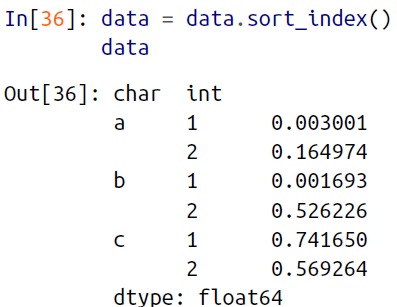 In[36]: data = data.sort_index()
        data
Out[36]: char  int
         a     1      0.003001
               2      0.164974
         b     1      0.001693
               2      0.526226
         c     1      0.741650
               2      0.569264
         dtype: float64